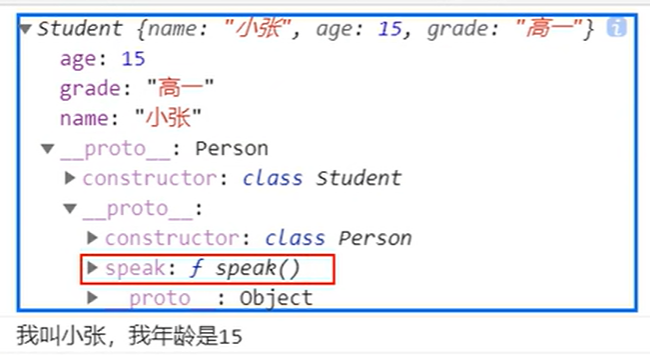 ▼Student {name: "小张", age: 15, grade: "高一"} i
age: 15
grade: "高一"
name: "小张"
▼__proto__: Person
▶constructor: class Student
▼__proto__:
▶constructor: class Person
▶speak: ƒ speak()
▶__proto__: Object
我叫小张，我年龄是15